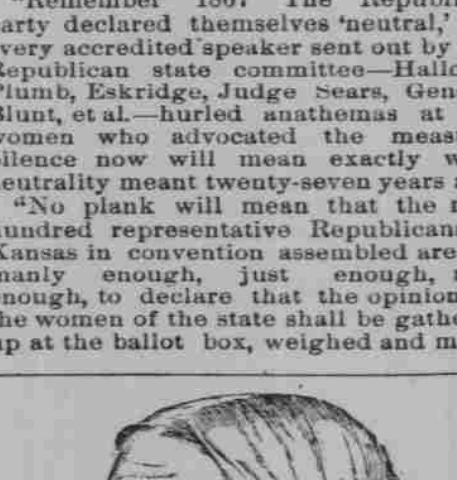 "Remember 1867 The Republi
arty declared themselves 'neutral,'
very accredited speaker sent out by
Republican state committee—Hallo
Plumb, Eskridge, Judge Sears, Gen
Blunt, et al.—hurled anathemas at
women who advocated the meas
silence now will mean exactly w
neutrality meant twenty-seven years a
"No plank will mean that the n
hundred representative Republicans
Kansas in convention assembled are
manly enough, just enough,
enough, to declare that the opinion
the women of the state shall be gathe
up at the ballot box, weighed and m